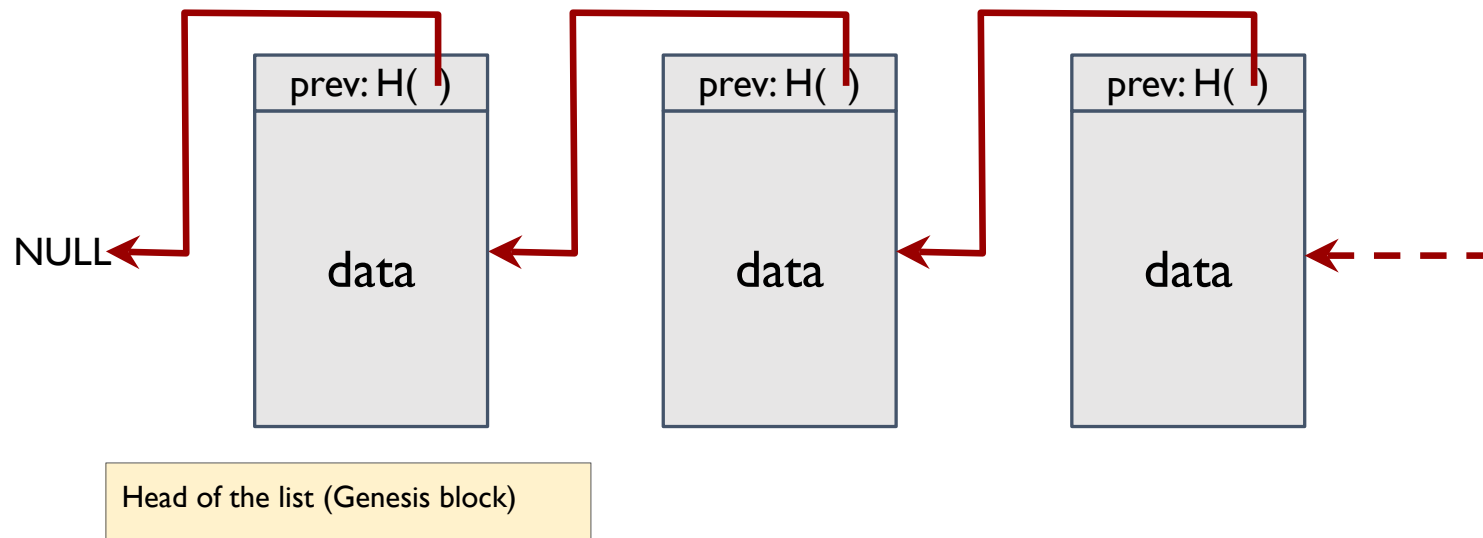 prev: H( )
prev: H( )
prev: H( )
NULL
data
data
data
Head of the list (Genesis block)